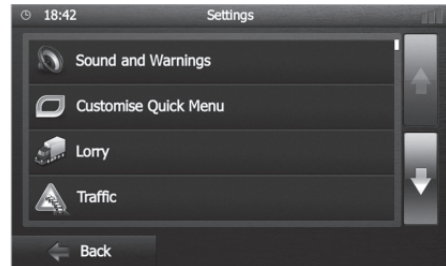 18:42 Settings
Sound and Warnings
Customise Quick Menu
Lorry
Traffic
Back